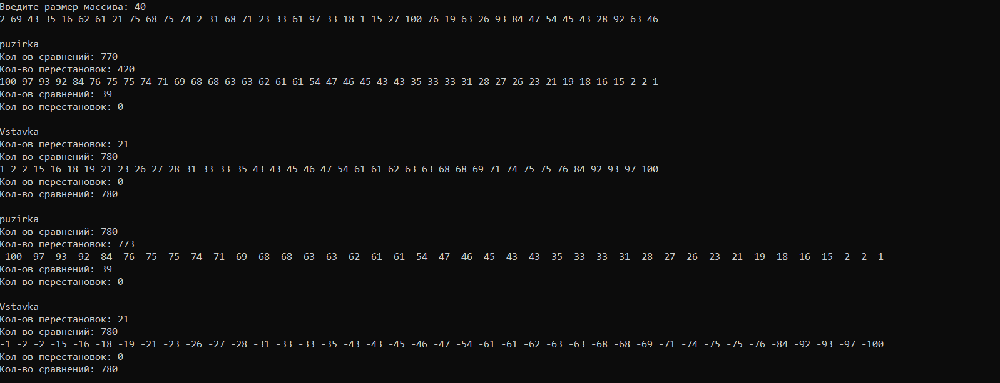 Введите размер массива: 40
2 69 43 35 16 62 61 21 75 68 75 74 2 31 68 71 23 33 61 97 33 18 1 15 27 100 76 19 63 26 93 84 47 54 45 43 28 92 63 46
puzirka
Кол-ов сравнений: 770
Кол-во перестановок: 420
100 97 93 92 84 76 75 75 74 71 69 68 68 63 63 62 61 61 54 47 46 45 43 43 35 33 33 31 28 27 26 23 21 19 18 16 15 2 2 1
Кол-ов сравнений: 39
Кол-во перестановок: 0
Vstavka
Кол-ов перестановок: 21
Кол-во сравнений: 780
1 2 2 15 16 18 19 21 23 26 27 28 31 33 33 35 43 43 45 46 47 54 61 61 62 63 63 68 68 69 71 74 75 75 76 84 92 93 97 100
Кол-ов перестановок: 0
Кол-во сравнений: 780
puzirka
Кол-ов сравнений: 780
Кол-во перестановок: 773
-100 -97 -93 -92 -84 -76 -75 -75 -74 -71 -69 -68 -68 -63 -63 -62 -61 -61 -54 -47 -46 -45 -43 -43 -35 -33 -33 -31 -28 -27 -26 -23 -21 -19 -18 -16 -15 -2 -2 -1
Кол-ов сравнений: 39
Кол-во перестановок: 0
Vstavka
Кол-ов перестановок: 21
Кол-во сравнений: 780
-1 -2 -2 -15 -16 -18 -19 -21 -23 -26 -27 -28 -31 -33 -33 -35 -43 -43 -45 -46 -47 -54 -61 -61 -62 -63 -63 -68 -68 -69 -71 -74 -75 -75 -76 -84 -92 -93 -97 -100
Кол-ов перестановок: 0
Кол-во сравнений: 780